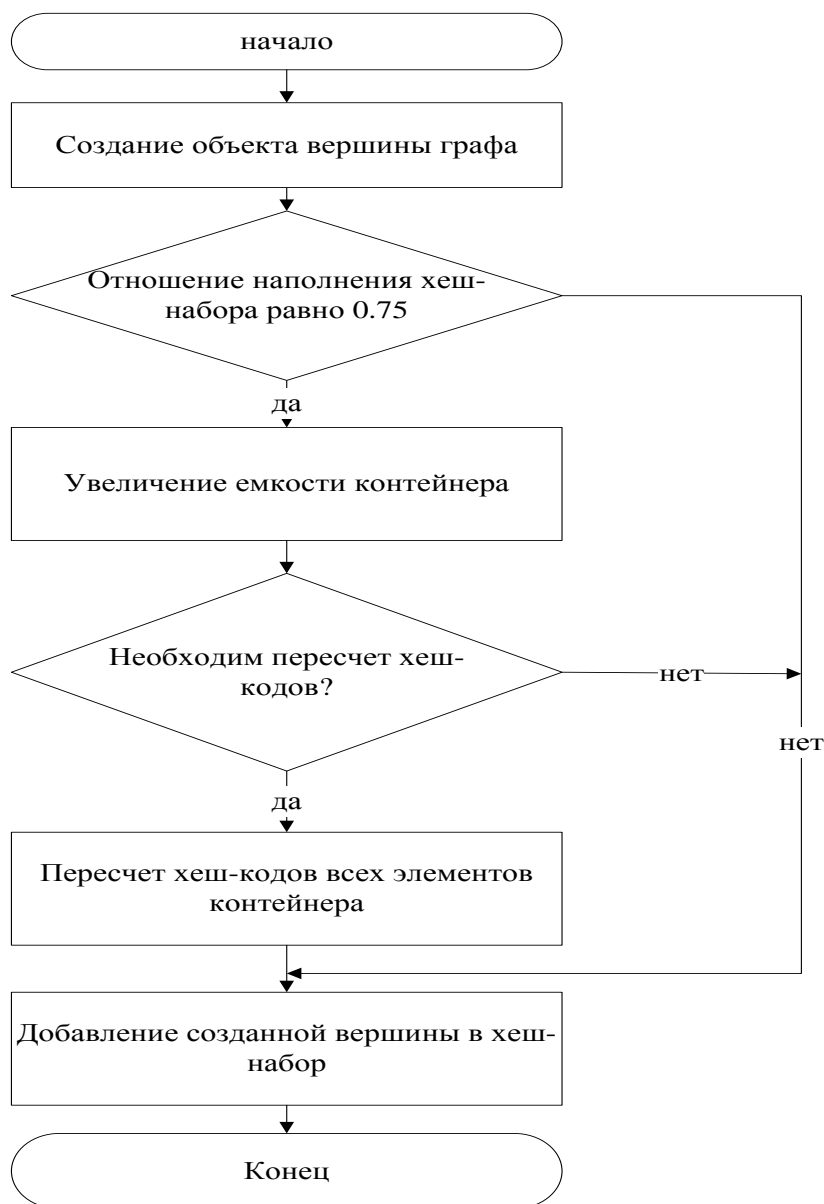 начало
Создание объекта вершины графа
Отношение наполнения хеш-
набора равно 0.75
да
Увеличение емкости контейнера
Необходим пересчет хеш-
кодов?
нет
нет
да
Пересчет хеш-кодов всех элементов
контейнера
Добавление созданной вершины в хеш-
набор
Конец